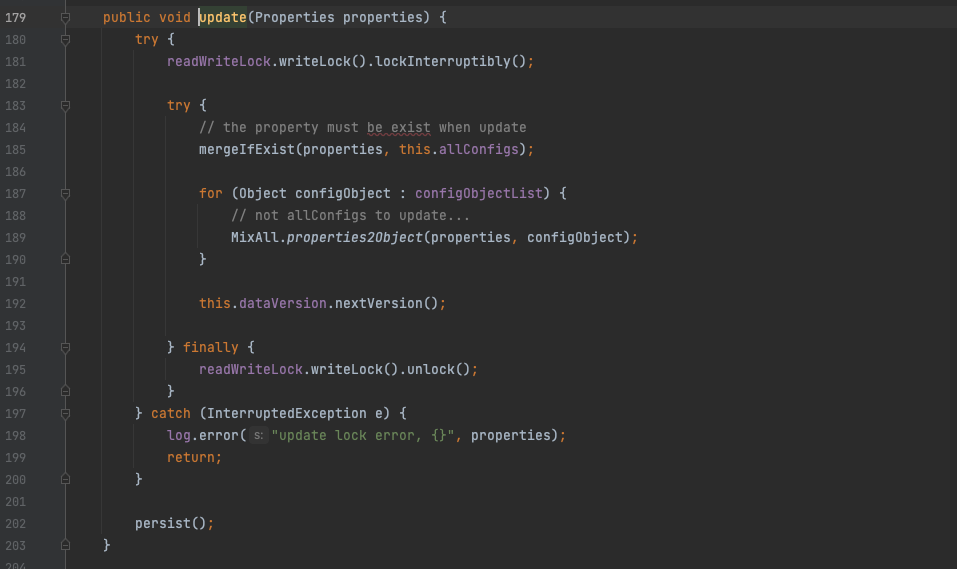 179 public void update(Properties properties) {
180 try {
181 readWriteLock.writeLock().lockInterruptibly();
182
183 try {
184 // the property must be exist when update
185 mergeIfExist(properties, this.allConfigs);
186
187 for (Object configObject : configObjectList) {
188 // not allConfigs to update...
189 MixAll.properties2Object(properties, configObject);
190 }
191
192 this.dataVersion.nextVersion();
193
194 } finally {
195 readWriteLock.writeLock().unlock();
196 }
197 } catch (InterruptedException e) {
198 log.error( s: "update lock error, {}", properties);
199 return;
200 }
201
202 persist();
203 }
204